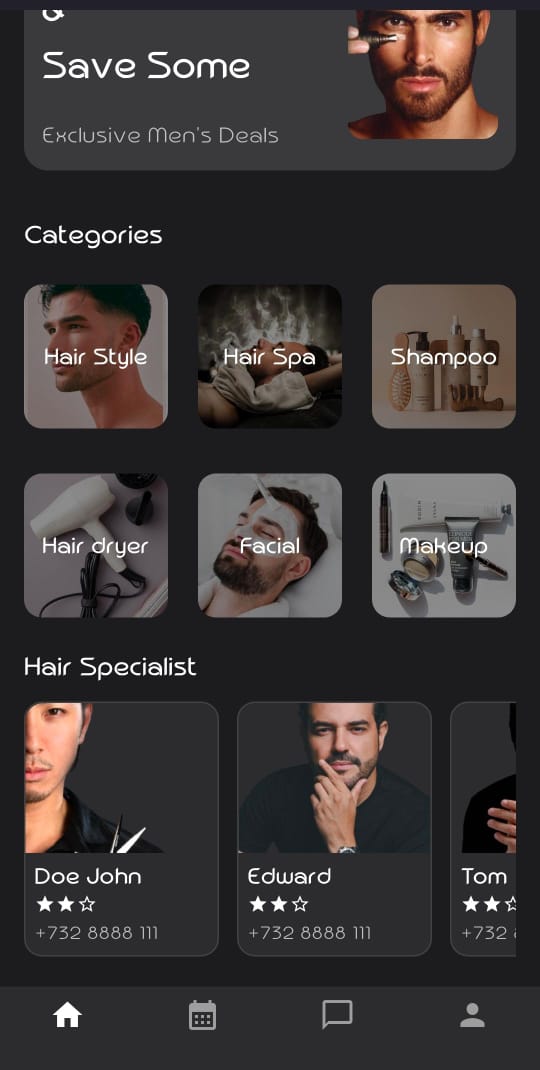 &
Save Some
Exclusive Men's Deals
Categories
Hair Style
Hair Spa
Shampoo
Hair dryer
Facial
Makeup
Hair Specialist
Doe John
Edward
Tom
+732 8888 111
+732 8888 111
+732